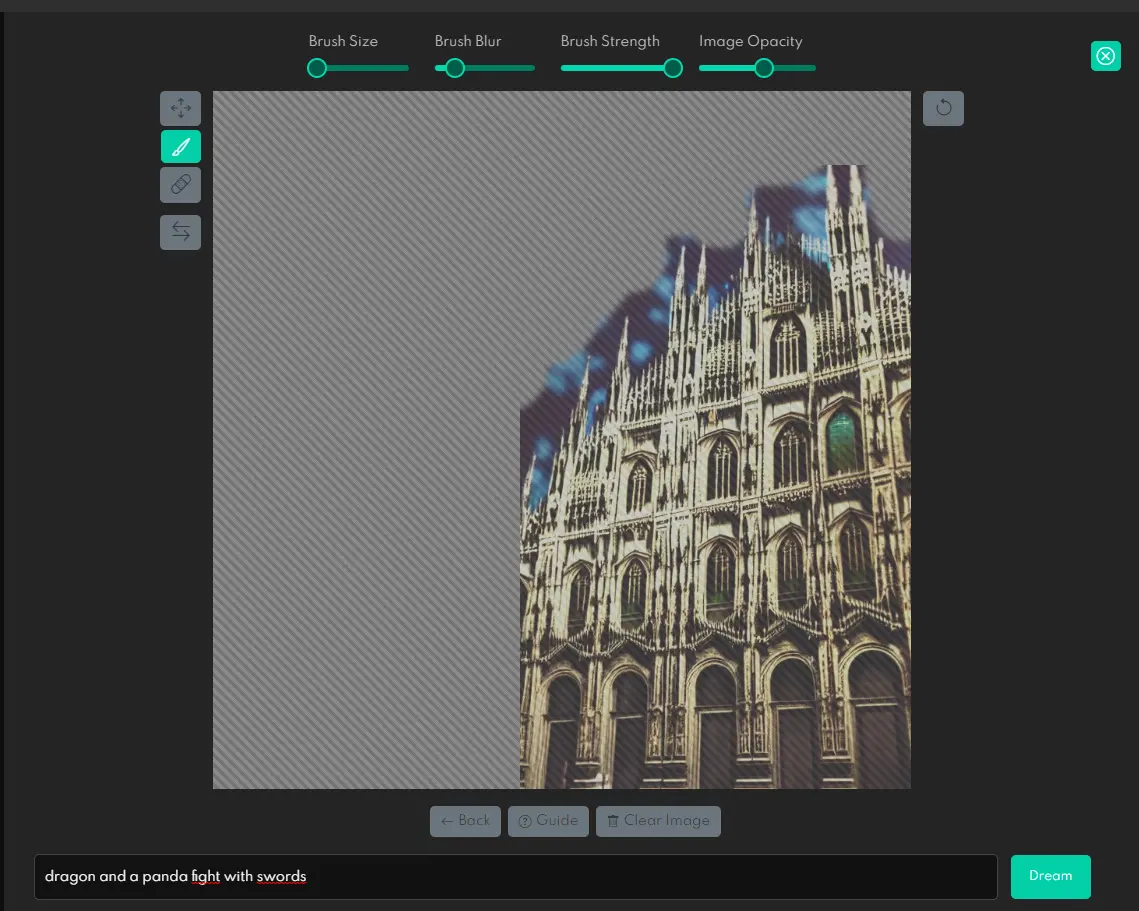 Brush Size Brush Blur Brush Strength Image Opacity
← Back Guide Clear Image
dragon and a panda fight with swords Dream